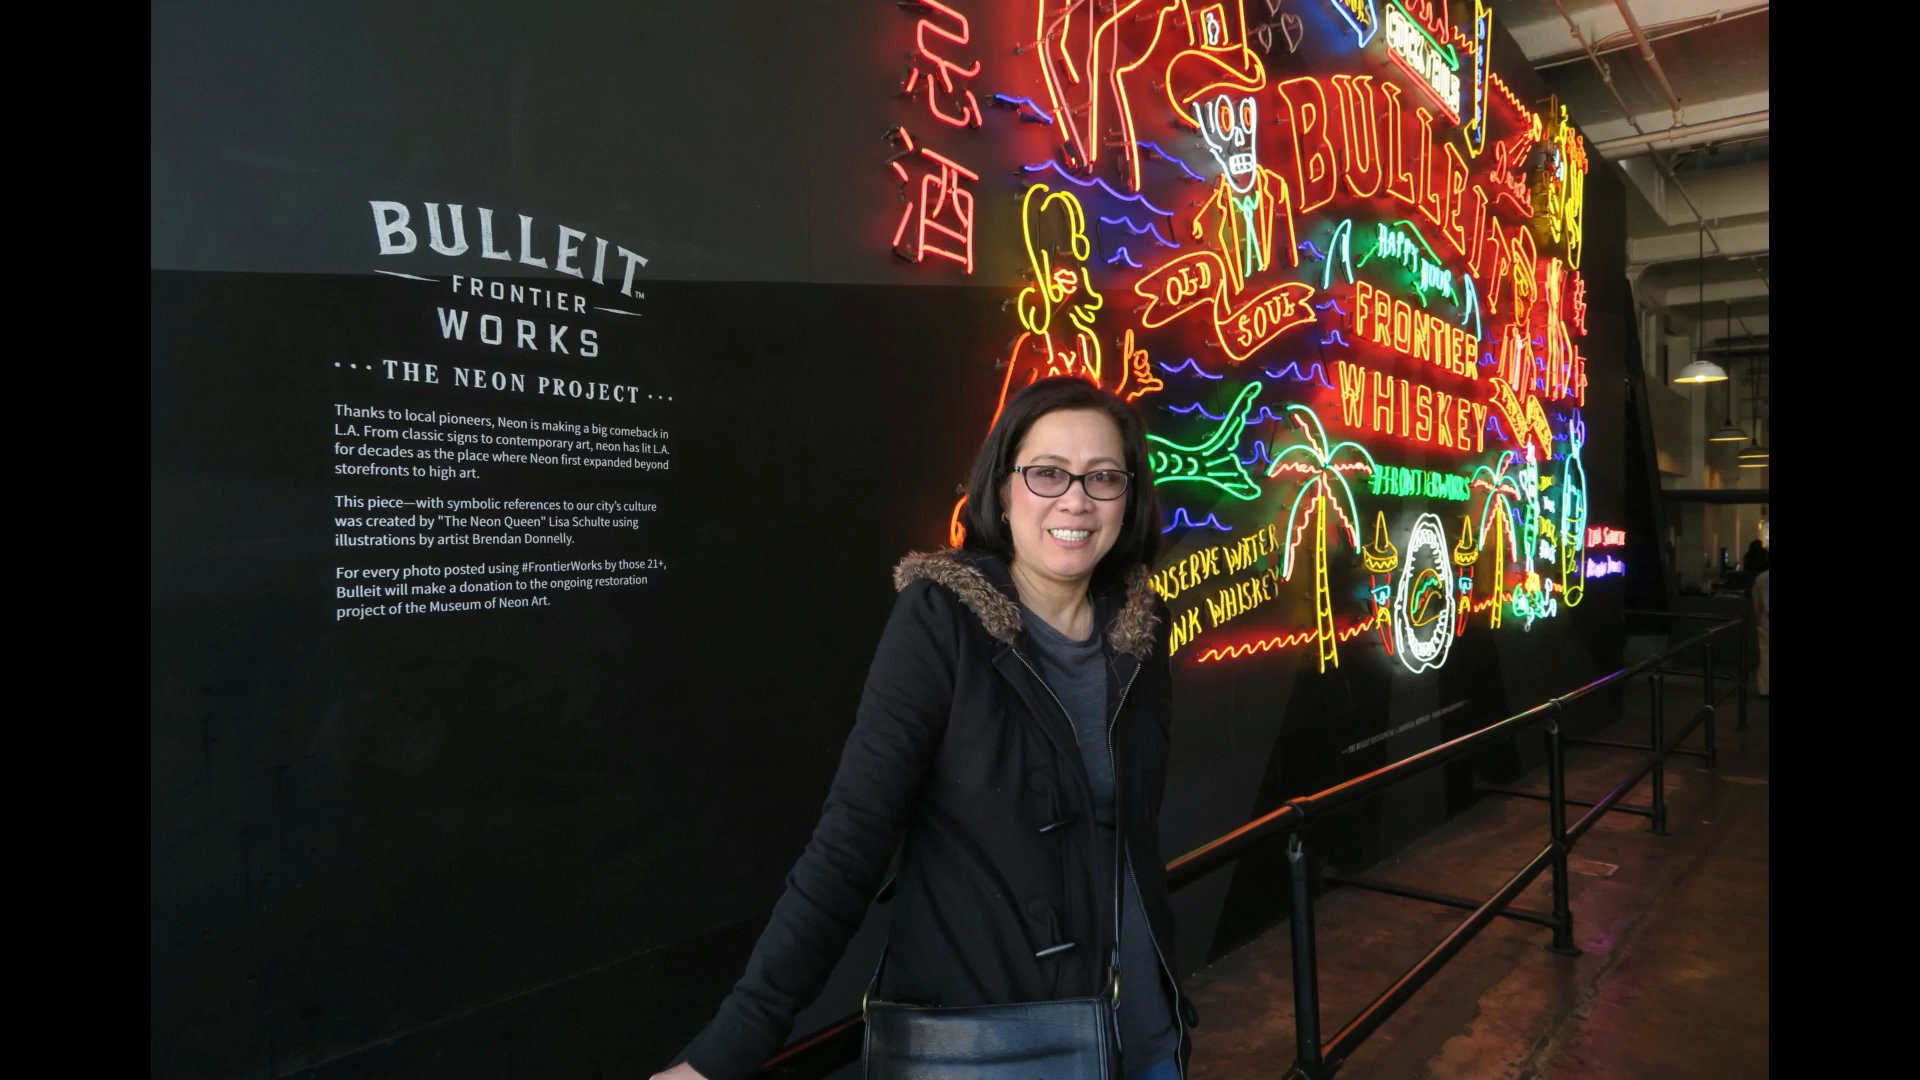 BULLEIT™
FRONTIER
WORKS
··· THE NEON PROJECT ···
Thanks to local pioneers, Neon is making a big comeback in
L.A. From classic signs to contemporary art, neon has lit L.A.
for decades as the place where Neon first expanded beyond
storefronts to high art.
This piece—with symbolic references to our city's culture
was created by "The Neon Queen" Lisa Schulte using
illustrations by artist Brendan Donnelly.
For every photo posted using #FrontierWorks by those 21+,
Bulleit will make a donation to the ongoing restoration
project of the Museum of Neon Art.
忌
酒
COCKTAILS
BULLEIT
HAPPY HOUR
OLD
SOUL
FRONTIER
WHISKEY
#FRONTIERWORKS
NSERVE WATER
INK WHISKEY